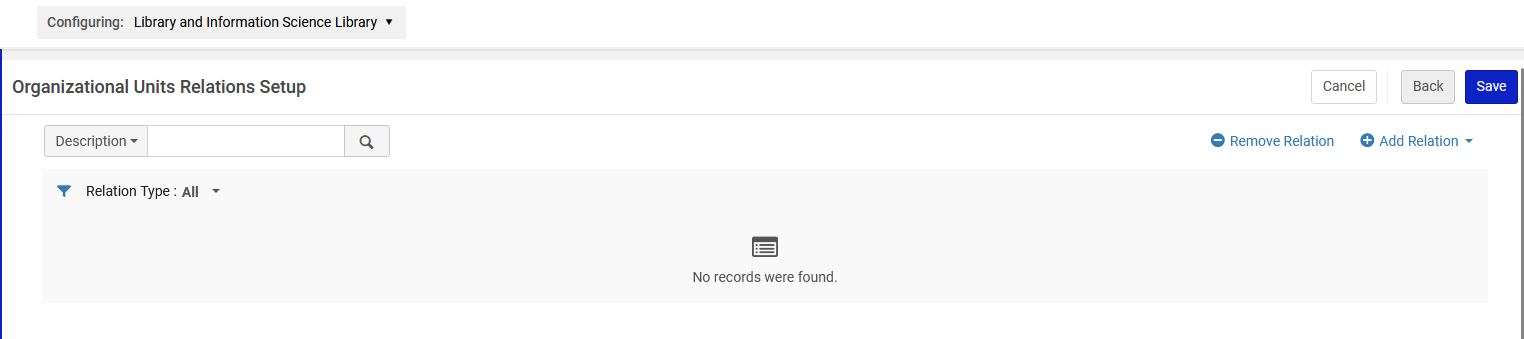 Configuring: Library and Information Science Library
Organizational Units Relations Setup
Cancel Back Save
Description
Remove Relation Add Relation
Relation Type : All
No records were found.